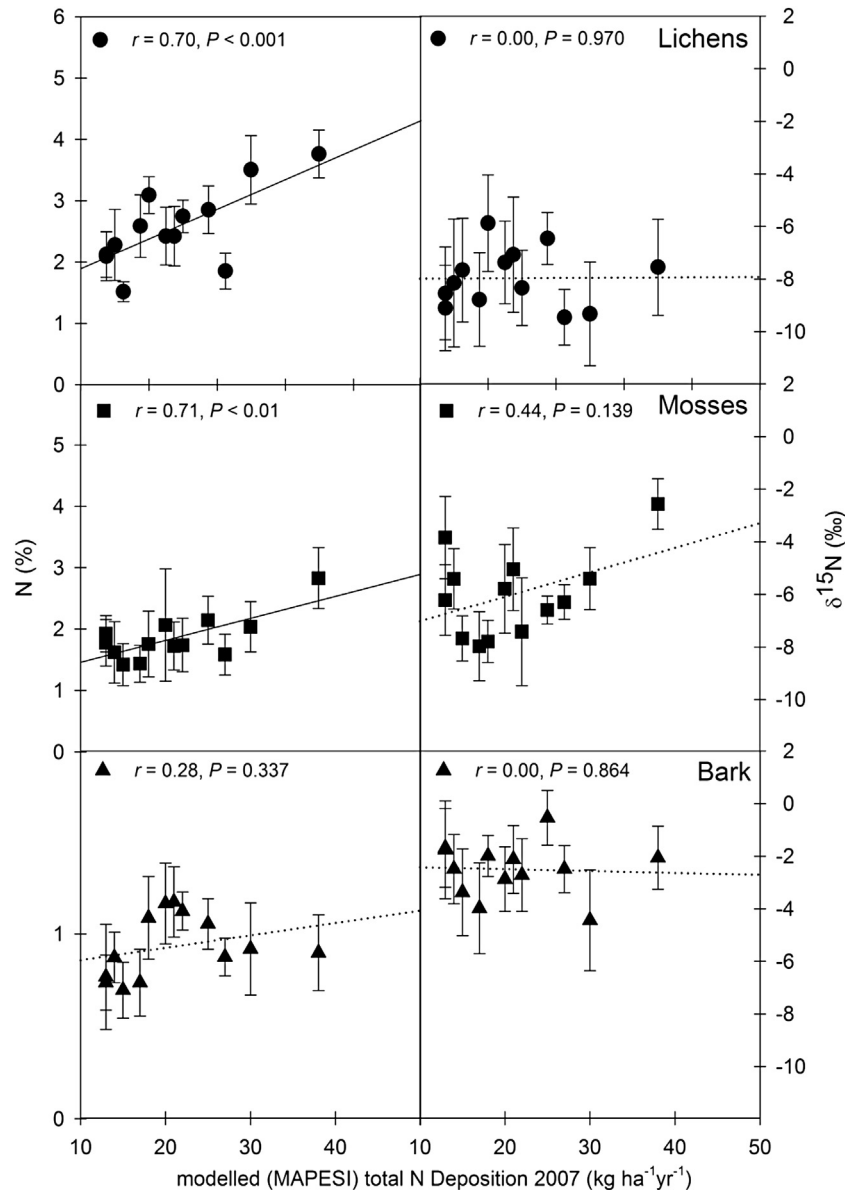 r = 0.70, P < 0.001
r = 0.00, P = 0.970
Lichens
6
5
4
3
2
1
0
2
0
-2
-4
-6
-8
-10
r = 0.71, P < 0.01
r = 0.44, P = 0.139
Mosses
5
4
3
2
1
0
2
0
-2
-4
-6
-8
-10
N (%)
δ¹⁵N (‰)
r = 0.28, P = 0.337
r = 0.00, P = 0.864
Bark
1
0
2
0
-2
-4
-6
-8
-10
10 20 30 40 10 20 30 40 50
modelled (MAPESI) total N Deposition 2007 (kg ha⁻¹yr⁻¹)